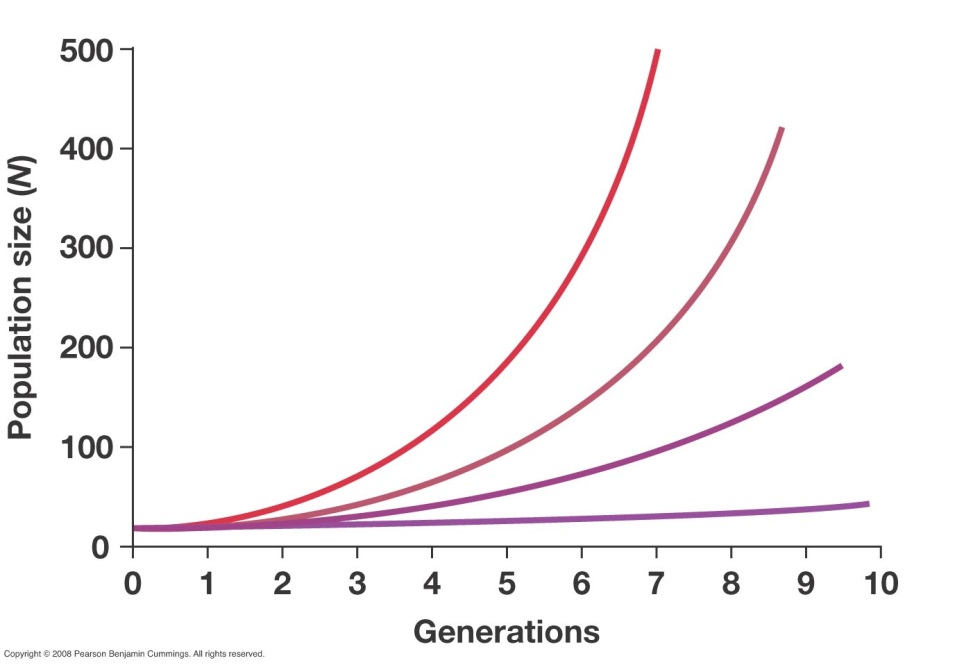 Population size (N)
500
400
300
200
100
0
0 1 2 3 4 5 6 7 8 9 10
Generations
Copyright © 2008 Pearson Benjamin Cummings. All rights reserved.